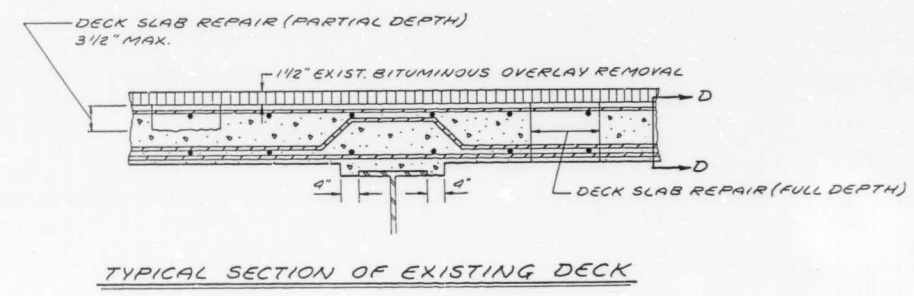 DECK SLAB REPAIR (PARTIAL DEPTH)
3 1/2" MAX.
1 1/2" EXIST. BITUMINOUS OVERLAY REMOVAL
D
D
4"
4"
DECK SLAB REPAIR (FULL DEPTH)
TYPICAL SECTION OF EXISTING DECK